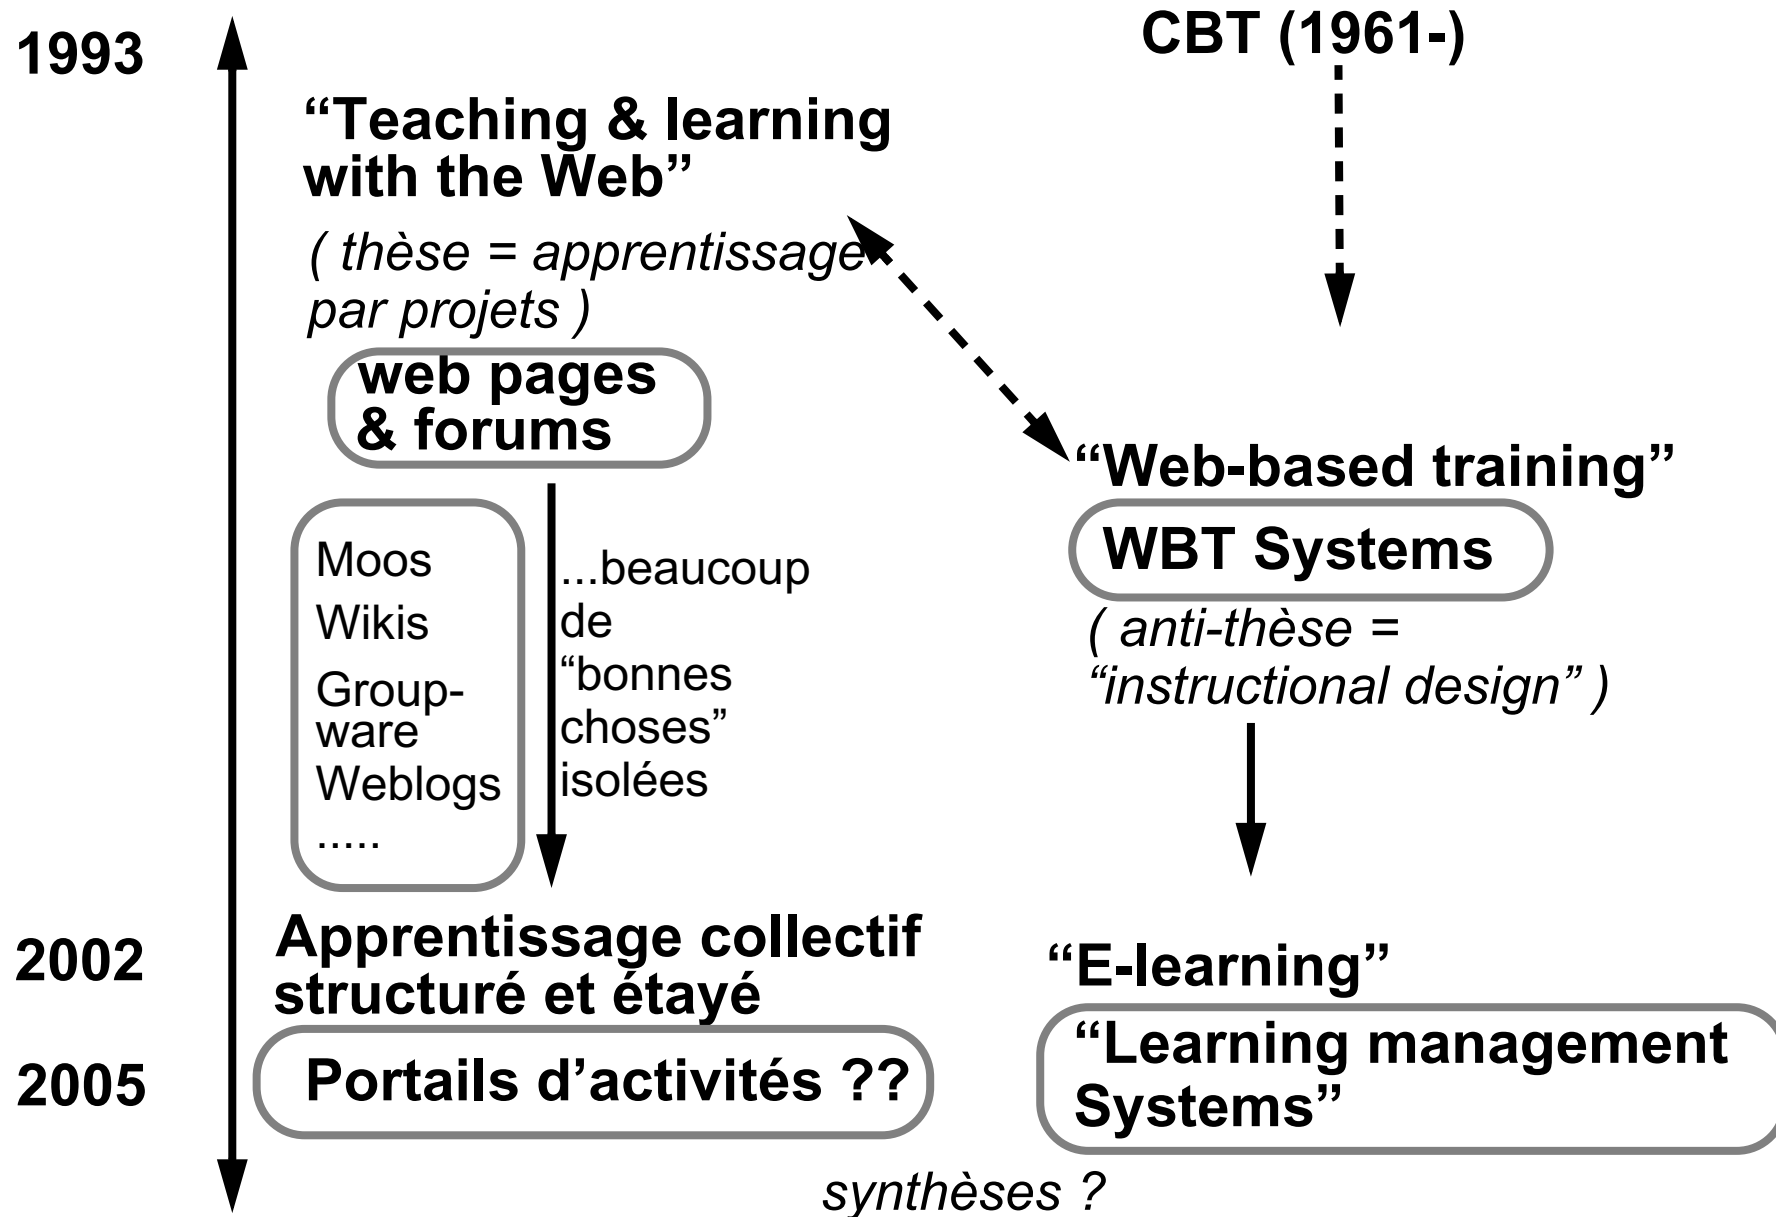 1993
CBT (1961-)
“Teaching & learning
with the Web”
( thèse = apprentissage
par projets )
web pages
& forums
Moos
Wikis
Group-
ware
Weblogs
.....
...beaucoup
de
“bonnes
choses”
isolées
“Web-based training”
WBT Systems
( anti-thèse =
“instructional design” )
2002
Apprentissage collectif
structuré et étayé
“E-learning”
2005
Portails d’activités ??
“Learning management
Systems”
synthèses ?